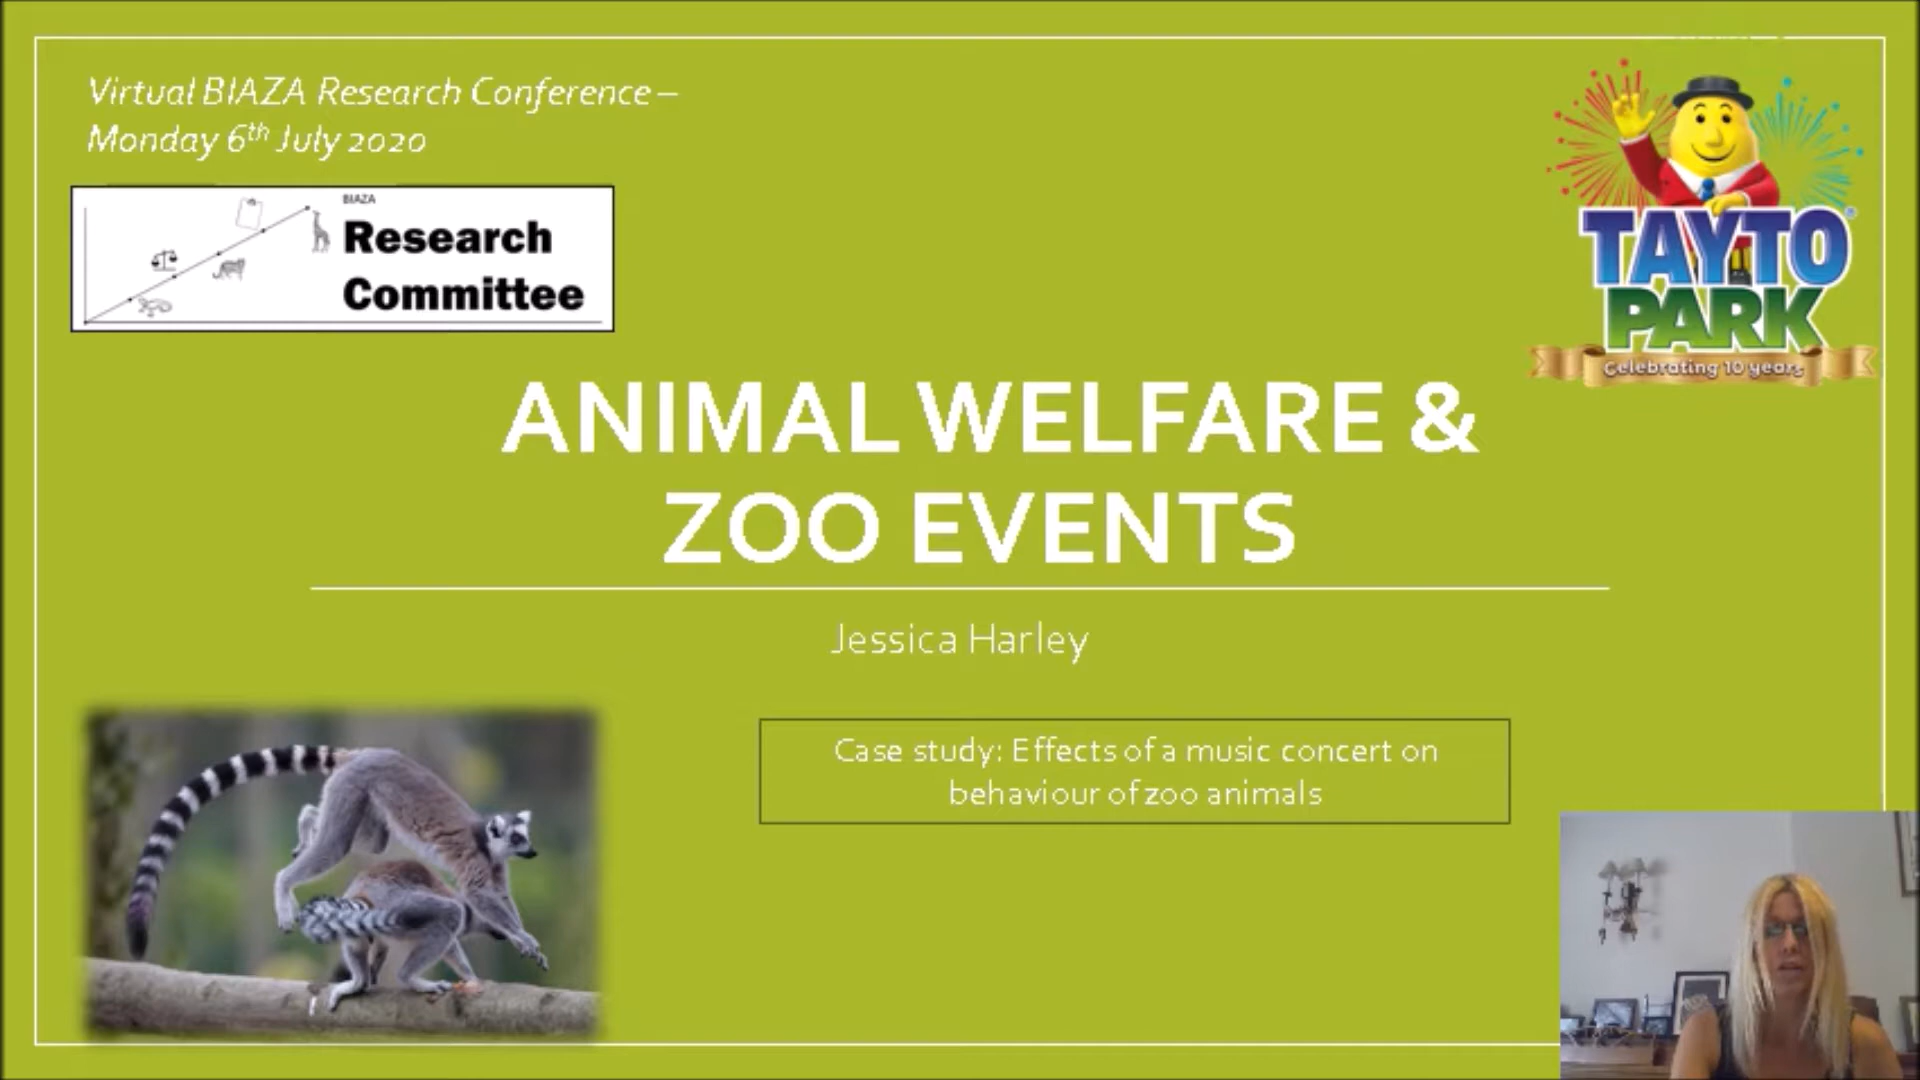 Virtual BIAZA Research Conference –
Monday 6th July 2020
BIAZA
Research
Committee
TAYTO
PARK
Celebrating 10 years
ANIMAL WELFARE &
ZOO EVENTS
Jessica Harley
Case study: Effects of a music concert on
behaviour of zoo animals